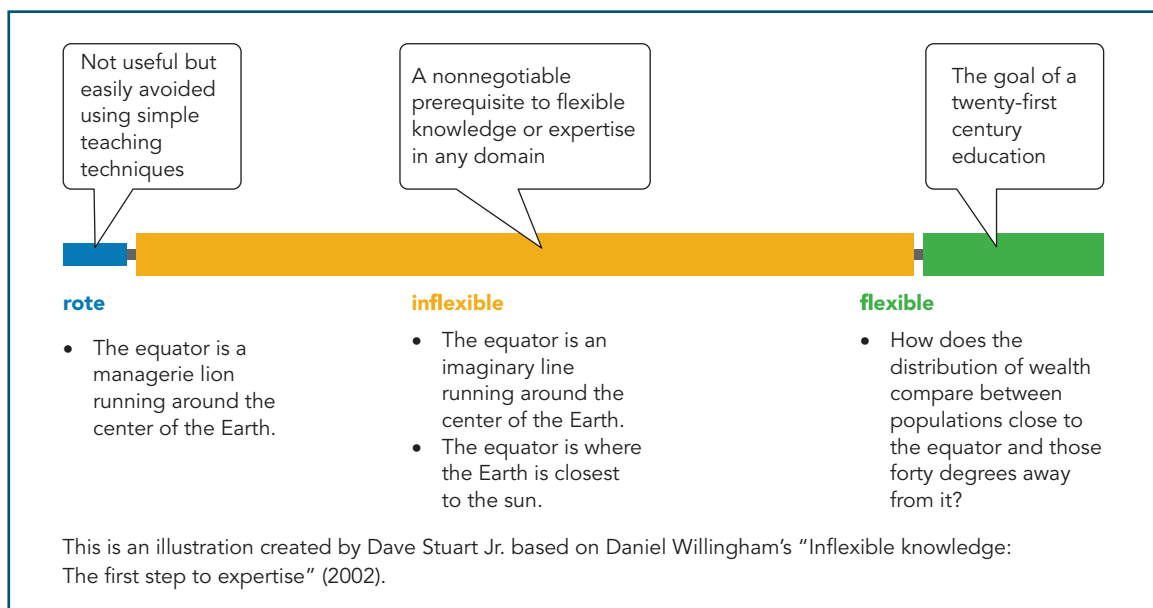 Not useful but
easily avoided
using simple
teaching
techniques
A nonnegotiable
prerequisite to flexible
knowledge or expertise
in any domain
The goal of a
twenty-first
century
education
rote
• The equator is a
managerie lion
running around the
center of the Earth.
inflexible
• The equator is an
imaginary line
running around the
center of the Earth.
• The equator is where
the Earth is closest
to the sun.
flexible
• How does the
distribution of wealth
compare between
populations close to
the equator and those
forty degrees away
from it?
This is an illustration created by Dave Stuart Jr. based on Daniel Willingham’s “Inflexible knowledge:
The first step to expertise” (2002).